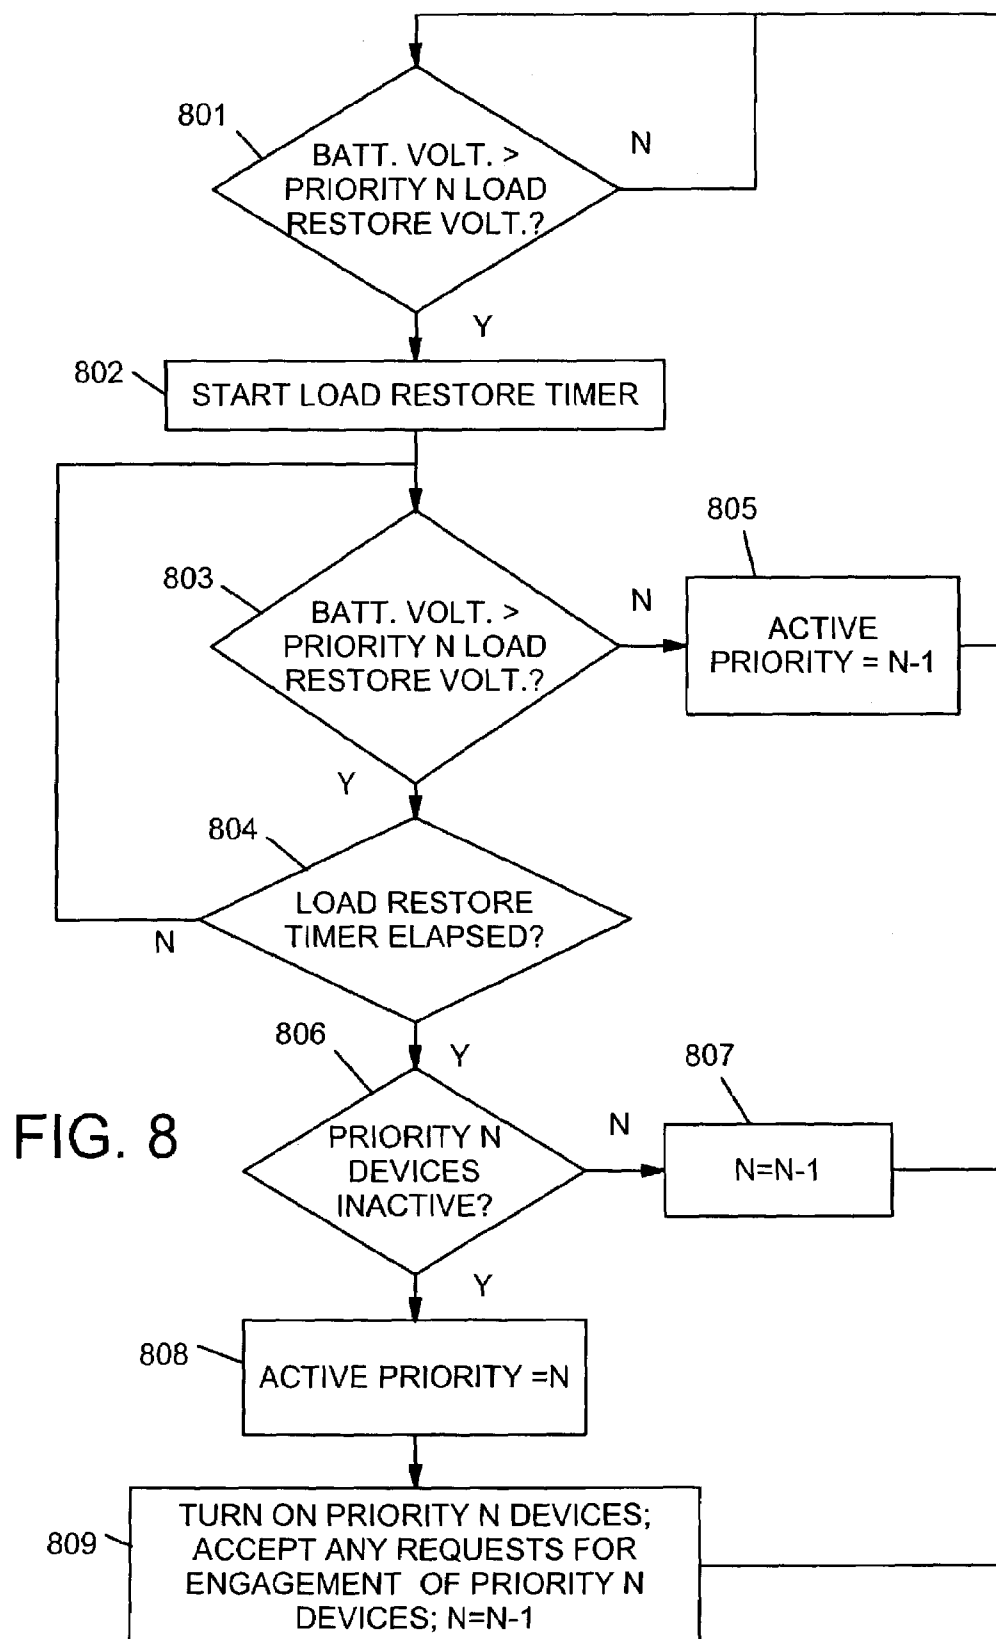 801
BATT. VOLT. >
PRIORITY N LOAD
RESTORE VOLT.?
N
Y
802
START LOAD RESTORE TIMER
803
BATT. VOLT. >
PRIORITY N LOAD
RESTORE VOLT.?
N
805
ACTIVE
PRIORITY = N-1
Y
804
LOAD RESTORE
TIMER ELAPSED?
N
Y
806
PRIORITY N
DEVICES
INACTIVE?
N
807
N=N-1
FIG. 8
Y
808
ACTIVE PRIORITY =N
809
TURN ON PRIORITY N DEVICES;
ACCEPT ANY REQUESTS FOR
ENGAGEMENT OF PRIORITY N
DEVICES; N=N-1